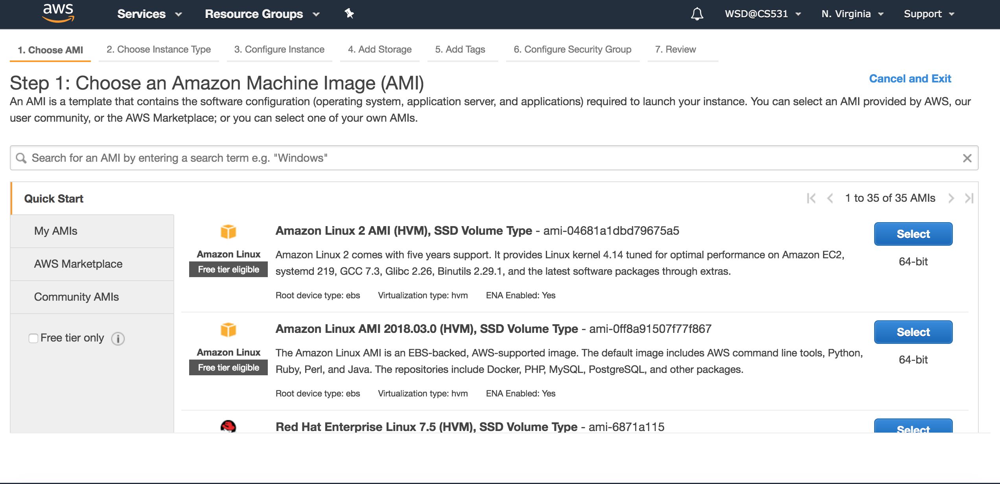 aws Services Resource Groups WSD@CS531 N. Virginia Support
1. Choose AMI 2. Choose Instance Type 3. Configure Instance 4. Add Storage 5. Add Tags 6. Configure Security Group 7. Review
Step 1: Choose an Amazon Machine Image (AMI)
Cancel and Exit
An AMI is a template that contains the software configuration (operating system, application server, and applications) required to launch your instance. You can select an AMI provided by AWS, our
user community, or the AWS Marketplace; or you can select one of your own AMIs.
Search for an AMI by entering a search term e.g. "Windows"
Quick Start
1 to 35 of 35 AMIs
My AMIs
AWS Marketplace
Community AMIs
Free tier only
Amazon Linux
Free tier eligible
Amazon Linux 2 AMI (HVM), SSD Volume Type - ami-04681a1dbd79675a5
Amazon Linux 2 comes with five years support. It provides Linux kernel 4.14 tuned for optimal performance on Amazon EC2,
systemd 219, GCC 7.3, Glibc 2.26, Binutils 2.29.1, and the latest software packages through extras.
Root device type: ebs Virtualization type: hvm ENA Enabled: Yes
Select
64-bit
Amazon Linux
Free tier eligible
Amazon Linux AMI 2018.03.0 (HVM), SSD Volume Type - ami-0ff8a91507f77f867
The Amazon Linux AMI is an EBS-backed, AWS-supported image. The default image includes AWS command line tools, Python,
Ruby, Perl, and Java. The repositories include Docker, PHP, MySQL, PostgreSQL, and other packages.
Root device type: ebs Virtualization type: hvm ENA Enabled: Yes
Select
64-bit
Red Hat Enterprise Linux 7.5 (HVM), SSD Volume Type - ami-6871a115
Select